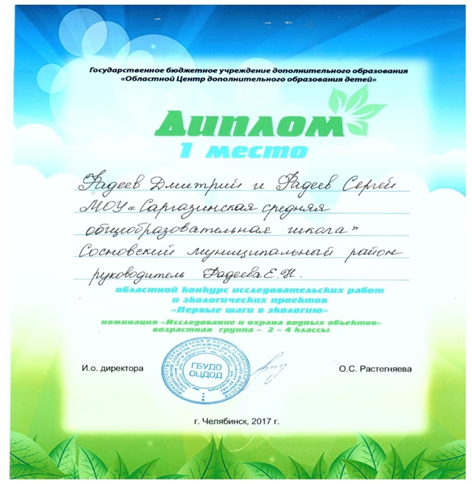 Государственное бюджетное учреждение дополнительного образования
«Областной Центр дополнительного образования детей»
Диплом
1 место
Фадеев Дмитрий и Фадеев Сергей
МОУ «Саргазинская средняя
общеобразовательная школа"
Сосновский муниципальный район
руководитель Фадеева Е.Н.
областной конкурс исследовательских работ
и экологических проектов
«Первые шаги в экологию»
номинация «Исследование и охрана водных объектов»
возрастная группа - 2 - 4 классы
И.о. директора
ГБУДО
ОЦДОД
О.С. Растегняева
г. Челябинск, 2017 г.